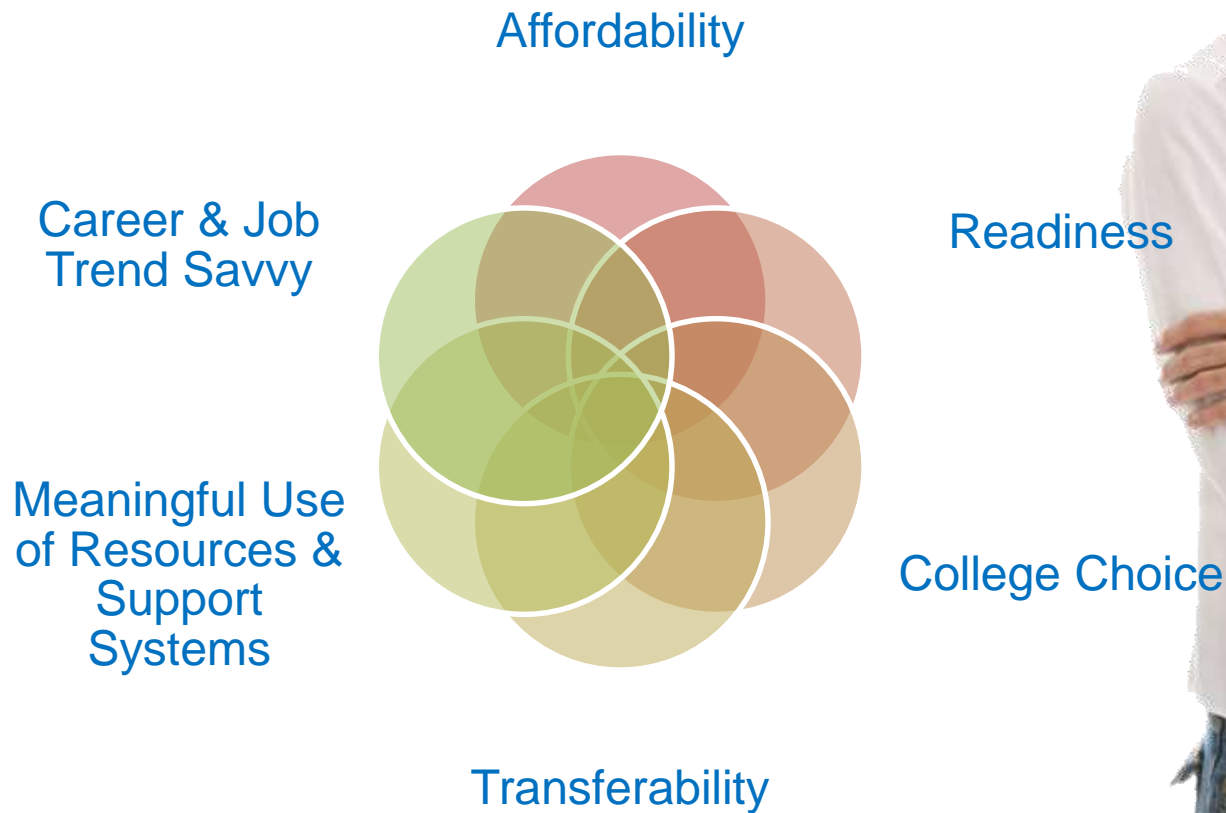 Affordability
Career & Job
Trend Savvy
Readiness
Meaningful Use
of Resources &
Support
Systems
College Choice
Transferability